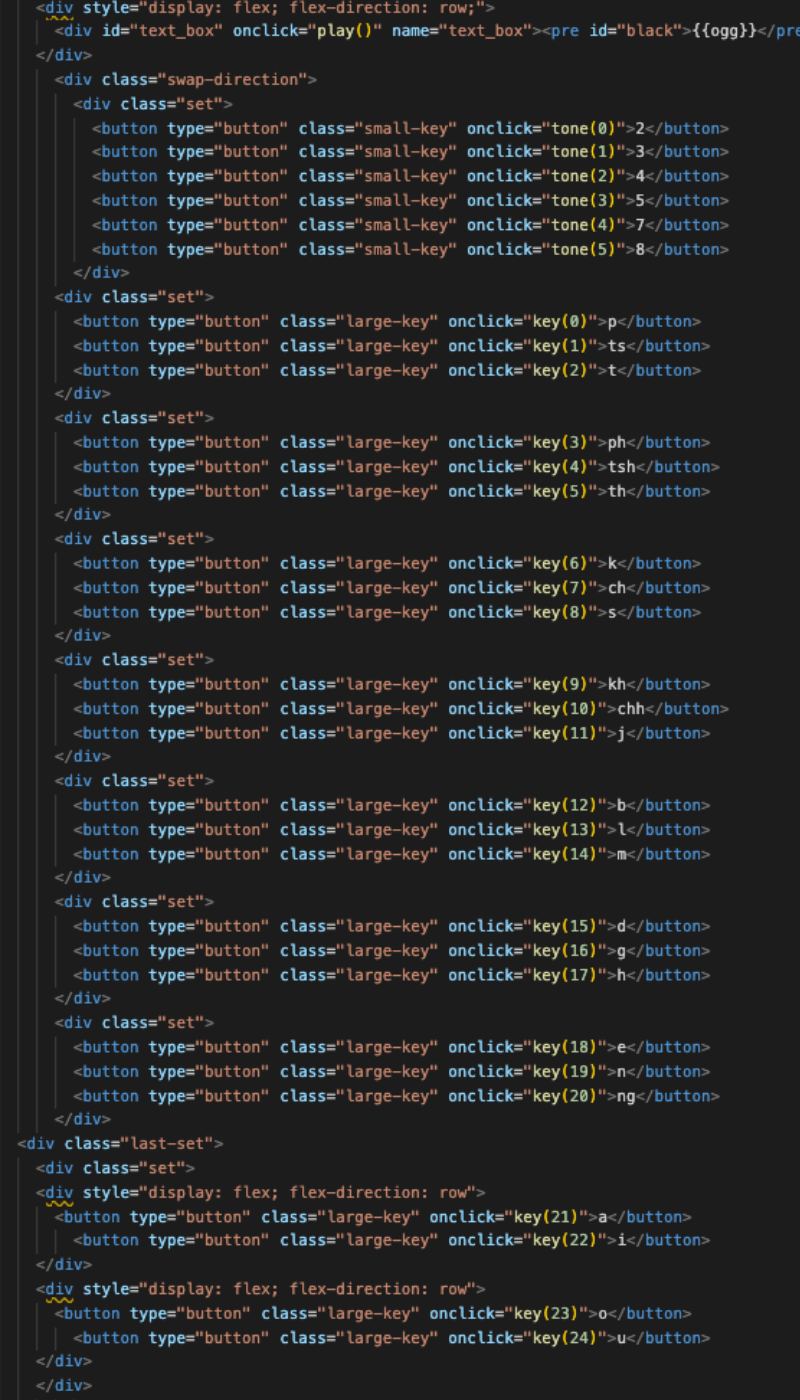 <div style="display: flex; flex-direction: row;">
<div id="text_box" onclick="play()" name="text_box"><pre id="black">{{ogg}}</pre
</div>
<div class="swap-direction">
<div class="set">
<button type="button" class="small-key" onclick="tone(0)">2</button>
<button type="button" class="small-key" onclick="tone(1)">3</button>
<button type="button" class="small-key" onclick="tone(2)">4</button>
<button type="button" class="small-key" onclick="tone(3)">5</button>
<button type="button" class="small-key" onclick="tone(4)">7</button>
<button type="button" class="small-key" onclick="tone(5)">8</button>
</div>
<div class="set">
<button type="button" class="large-key" onclick="key(0)">p</button>
<button type="button" class="large-key" onclick="key(1)">ts</button>
<button type="button" class="large-key" onclick="key(2)">t</button>
</div>
<div class="set">
<button type="button" class="large-key" onclick="key(3)">ph</button>
<button type="button" class="large-key" onclick="key(4)">tsh</button>
<button type="button" class="large-key" onclick="key(5)">th</button>
</div>
<div class="set">
<button type="button" class="large-key" onclick="key(6)">k</button>
<button type="button" class="large-key" onclick="key(7)">ch</button>
<button type="button" class="large-key" onclick="key(8)">s</button>
</div>
<div class="set">
<button type="button" class="large-key" onclick="key(9)">kh</button>
<button type="button" class="large-key" onclick="key(10)">chh</button>
<button type="button" class="large-key" onclick="key(11)">j</button>
</div>
<div class="set">
<button type="button" class="large-key" onclick="key(12)">b</button>
<button type="button" class="large-key" onclick="key(13)">l</button>
<button type="button" class="large-key" onclick="key(14)">m</button>
</div>
<div class="set">
<button type="button" class="large-key" onclick="key(15)">d</button>
<button type="button" class="large-key" onclick="key(16)">g</button>
<button type="button" class="large-key" onclick="key(17)">h</button>
</div>
<div class="set">
<button type="button" class="large-key" onclick="key(18)">e</button>
<button type="button" class="large-key" onclick="key(19)">n</button>
<button type="button" class="large-key" onclick="key(20)">ng</button>
</div>
<div class="last-set">
<div class="set">
<div style="display: flex; flex-direction: row">
<button type="button" class="large-key" onclick="key(21)">a</button>
<button type="button" class="large-key" onclick="key(22)">i</button>
</div>
<div style="display: flex; flex-direction: row">
<button type="button" class="large-key" onclick="key(23)">o</button>
<button type="button" class="large-key" onclick="key(24)">u</button>
</div>
</div>